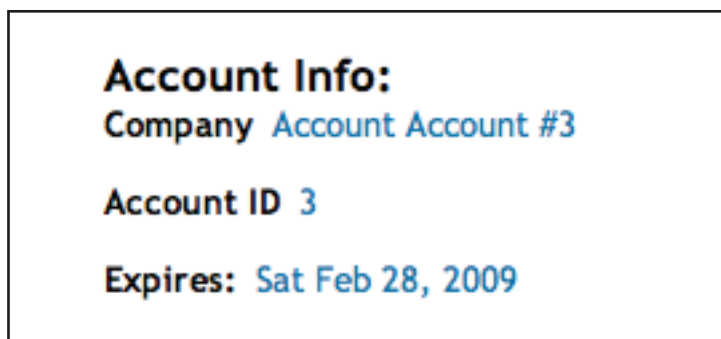 Account Info:
Company Account Account #3
Account ID 3
Expires: Sat Feb 28, 2009